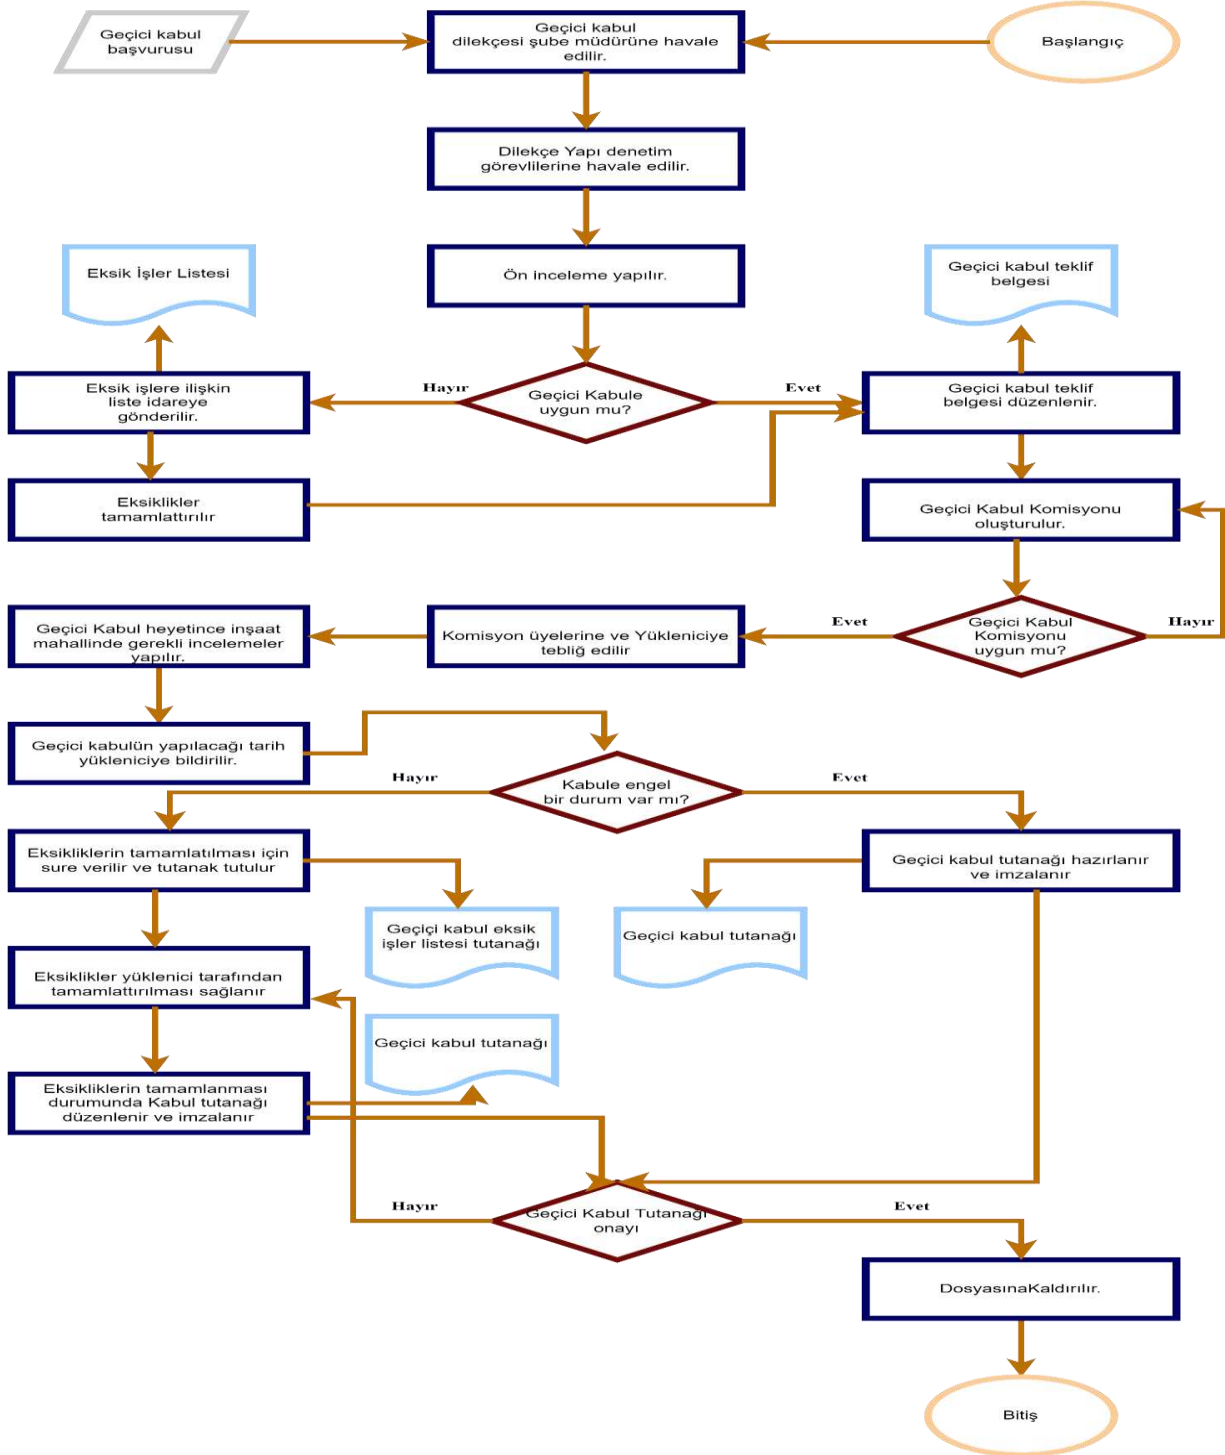 Geçici kabul
başvurusu
Geçici kabul
dilekçesi şube müdürüne havale
edilir.
Başlangıç
Dilekçe Yapı denetim
görevlilerine havale edilir.
Eksik İşler Listesi
Ön inceleme yapılır.
Geçici kabul teklif
belgesi
Eksik işlere ilişkin
liste idareye
gönderilir.
Hayır
Geçici Kabule
uygun mu?
Evet
Geçici kabul teklif
belgesi düzenlenir.
Eksiklikler
tamamlattırılır
Geçici Kabul Komisyonu
oluşturulur.
Geçici Kabul heyetince inşaat
mahallinde gerekli incelemeler
yapılır.
Komisyon üyelerine ve Yükleniciye
tebliğ edilir
Evet
Geçici Kabul
Komisyonu
uygun mu?
Hayır
Geçici kabulün yapılacağı tarih
yükleniciye bildirilir.
Hayır
Kabule engel
bir durum var mı?
Evet
Eksikliklerin tamamlatılması için
sure verilir ve tutanak tutulur
Geçici kabul tutanağı hazırlanır
ve imzalanır
Geçiçi kabul eksik
işler listesi tutanağı
Geçici kabul tutanağı
Eksiklikler yüklenici tarafından
tamamlattırılması sağlanır
Geçici kabul tutanağı
Eksikliklerin tamamlanması
durumunda Kabul tutanağı
düzenlenir ve imzalanır
Hayır
Geçici Kabul Tutanağı
onayı
Evet
DosyasınaKaldırılır.
Bitiş